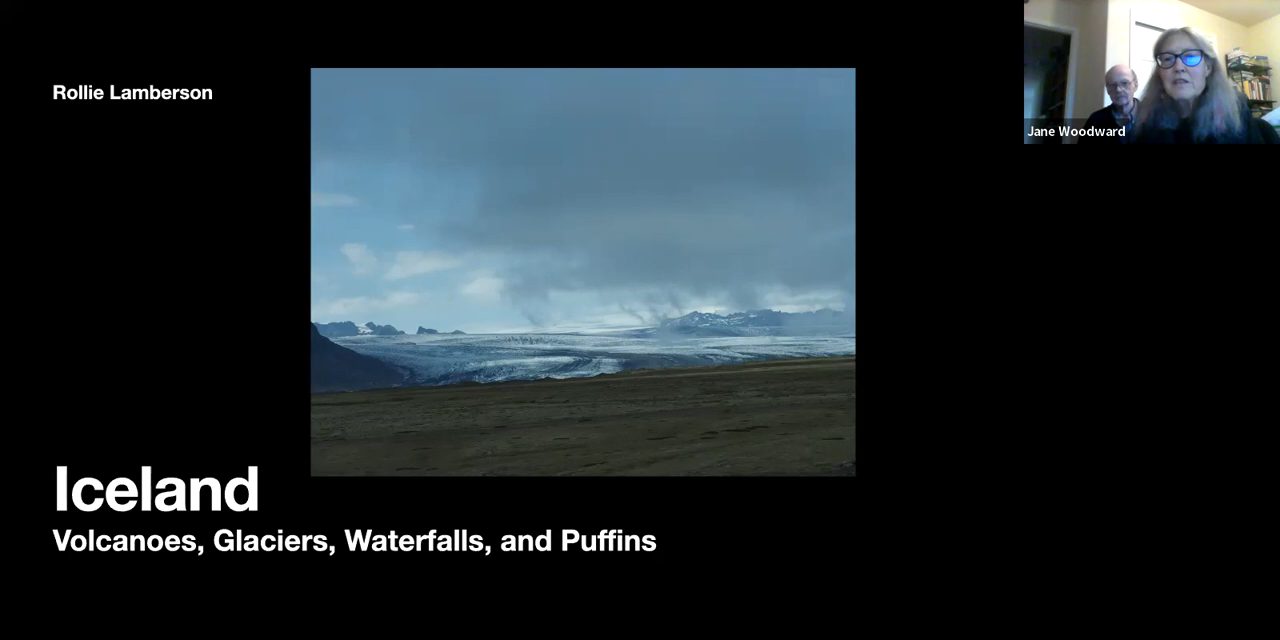 Rollie Lamberson
Jane Woodward
Iceland
Volcanoes, Glaciers, Waterfalls, and Puffins